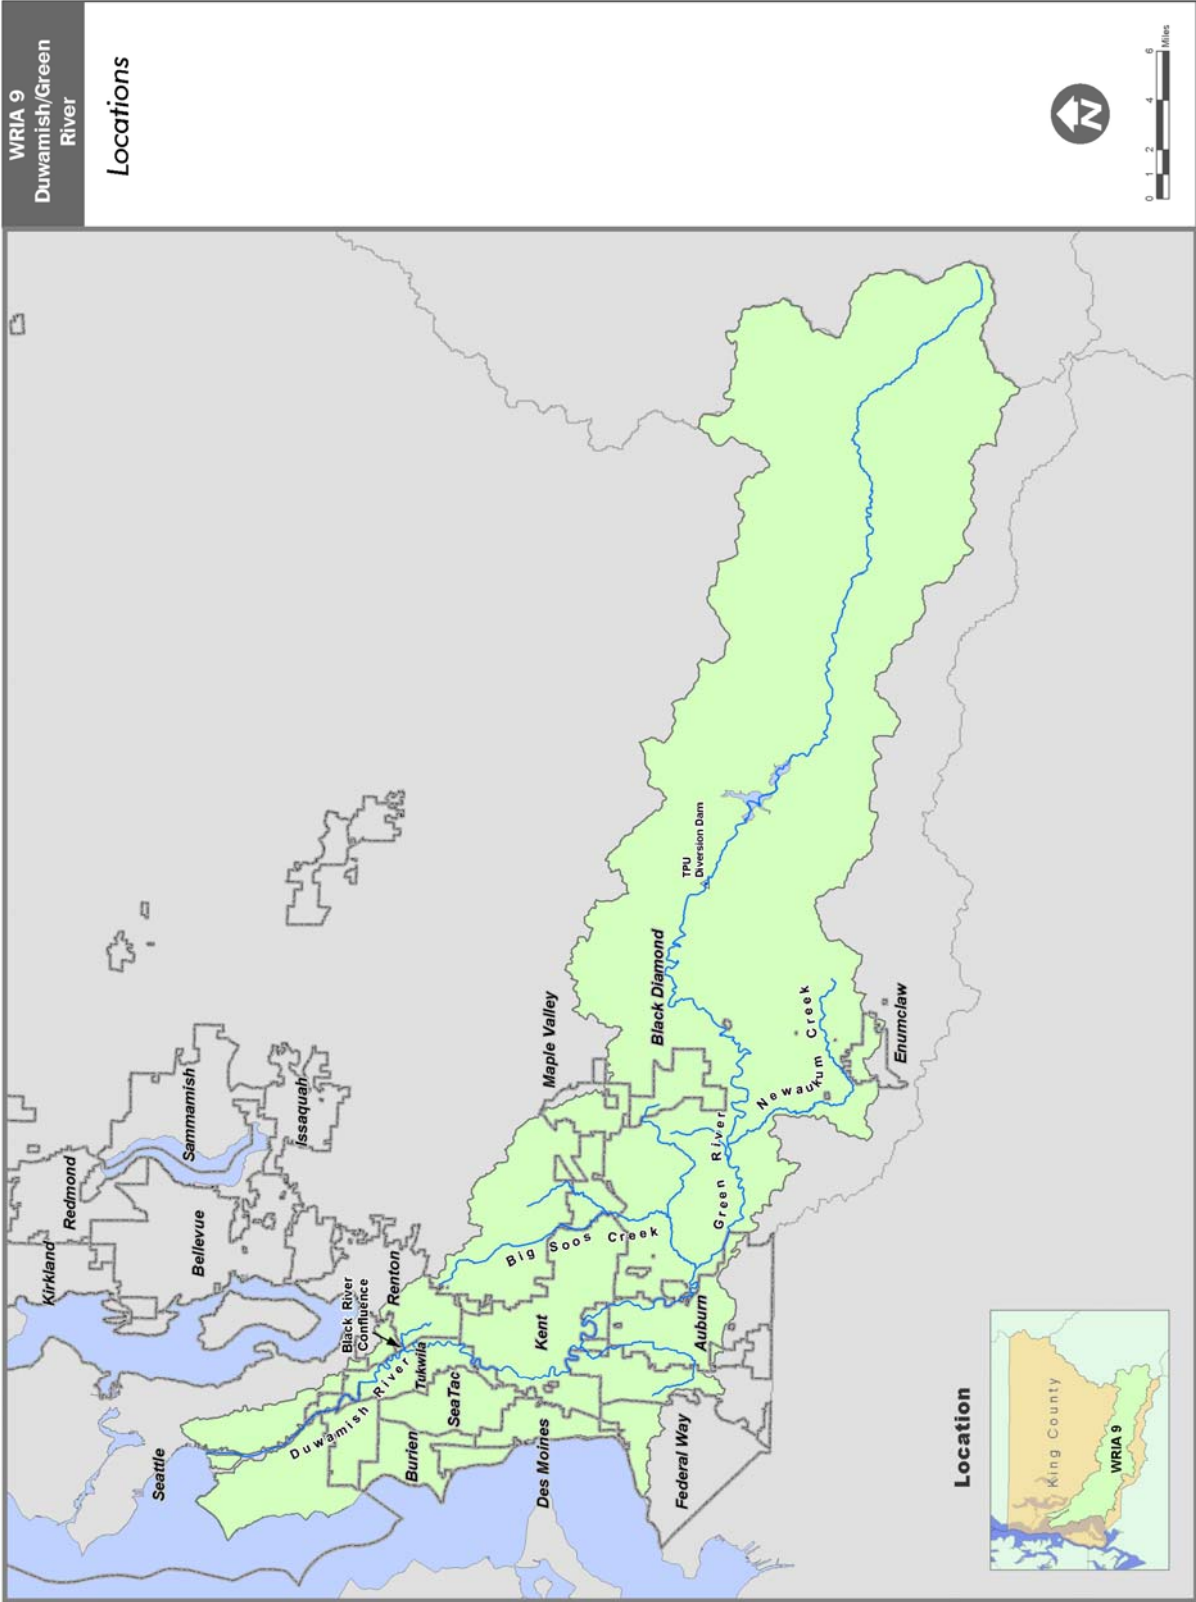 WRIA 9
Duwamish/Green
River
Locations
N
0 1 2 4 6
Miles
Kirkland
Redmond
Bellevue
Sammamish
Issaquah
Seattle
Black River
Confluence
Renton
Duwamish River
Tukwila
Burien
SeaTac
Des Moines
Kent
Big Soos Creek
Maple Valley
Black Diamond
TPU
Diversion Dam
Federal Way
Auburn
Green River
Newaukum Creek
Enumclaw
Location
King County
WRIA 9